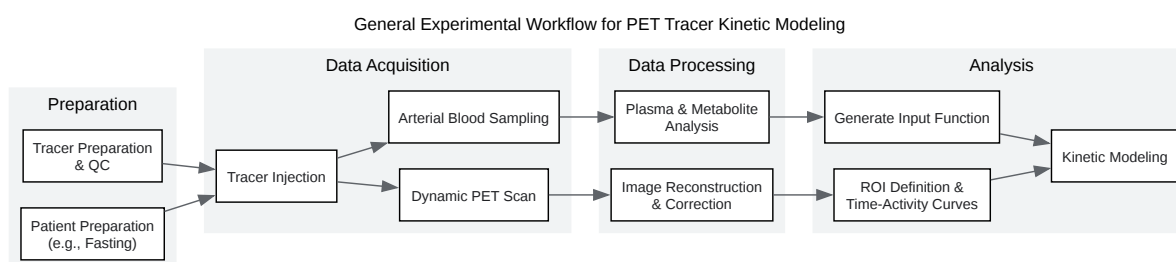 General Experimental Workflow for PET Tracer Kinetic Modeling
Preparation
Tracer Preparation
& QC
Patient Preparation
(e.g., Fasting)
Data Acquisition
Tracer Injection
Arterial Blood Sampling
Dynamic PET Scan
Data Processing
Plasma & Metabolite
Analysis
Image Reconstruction
& Correction
Analysis
Generate Input Function
ROI Definition &
Time-Activity Curves
Kinetic Modeling